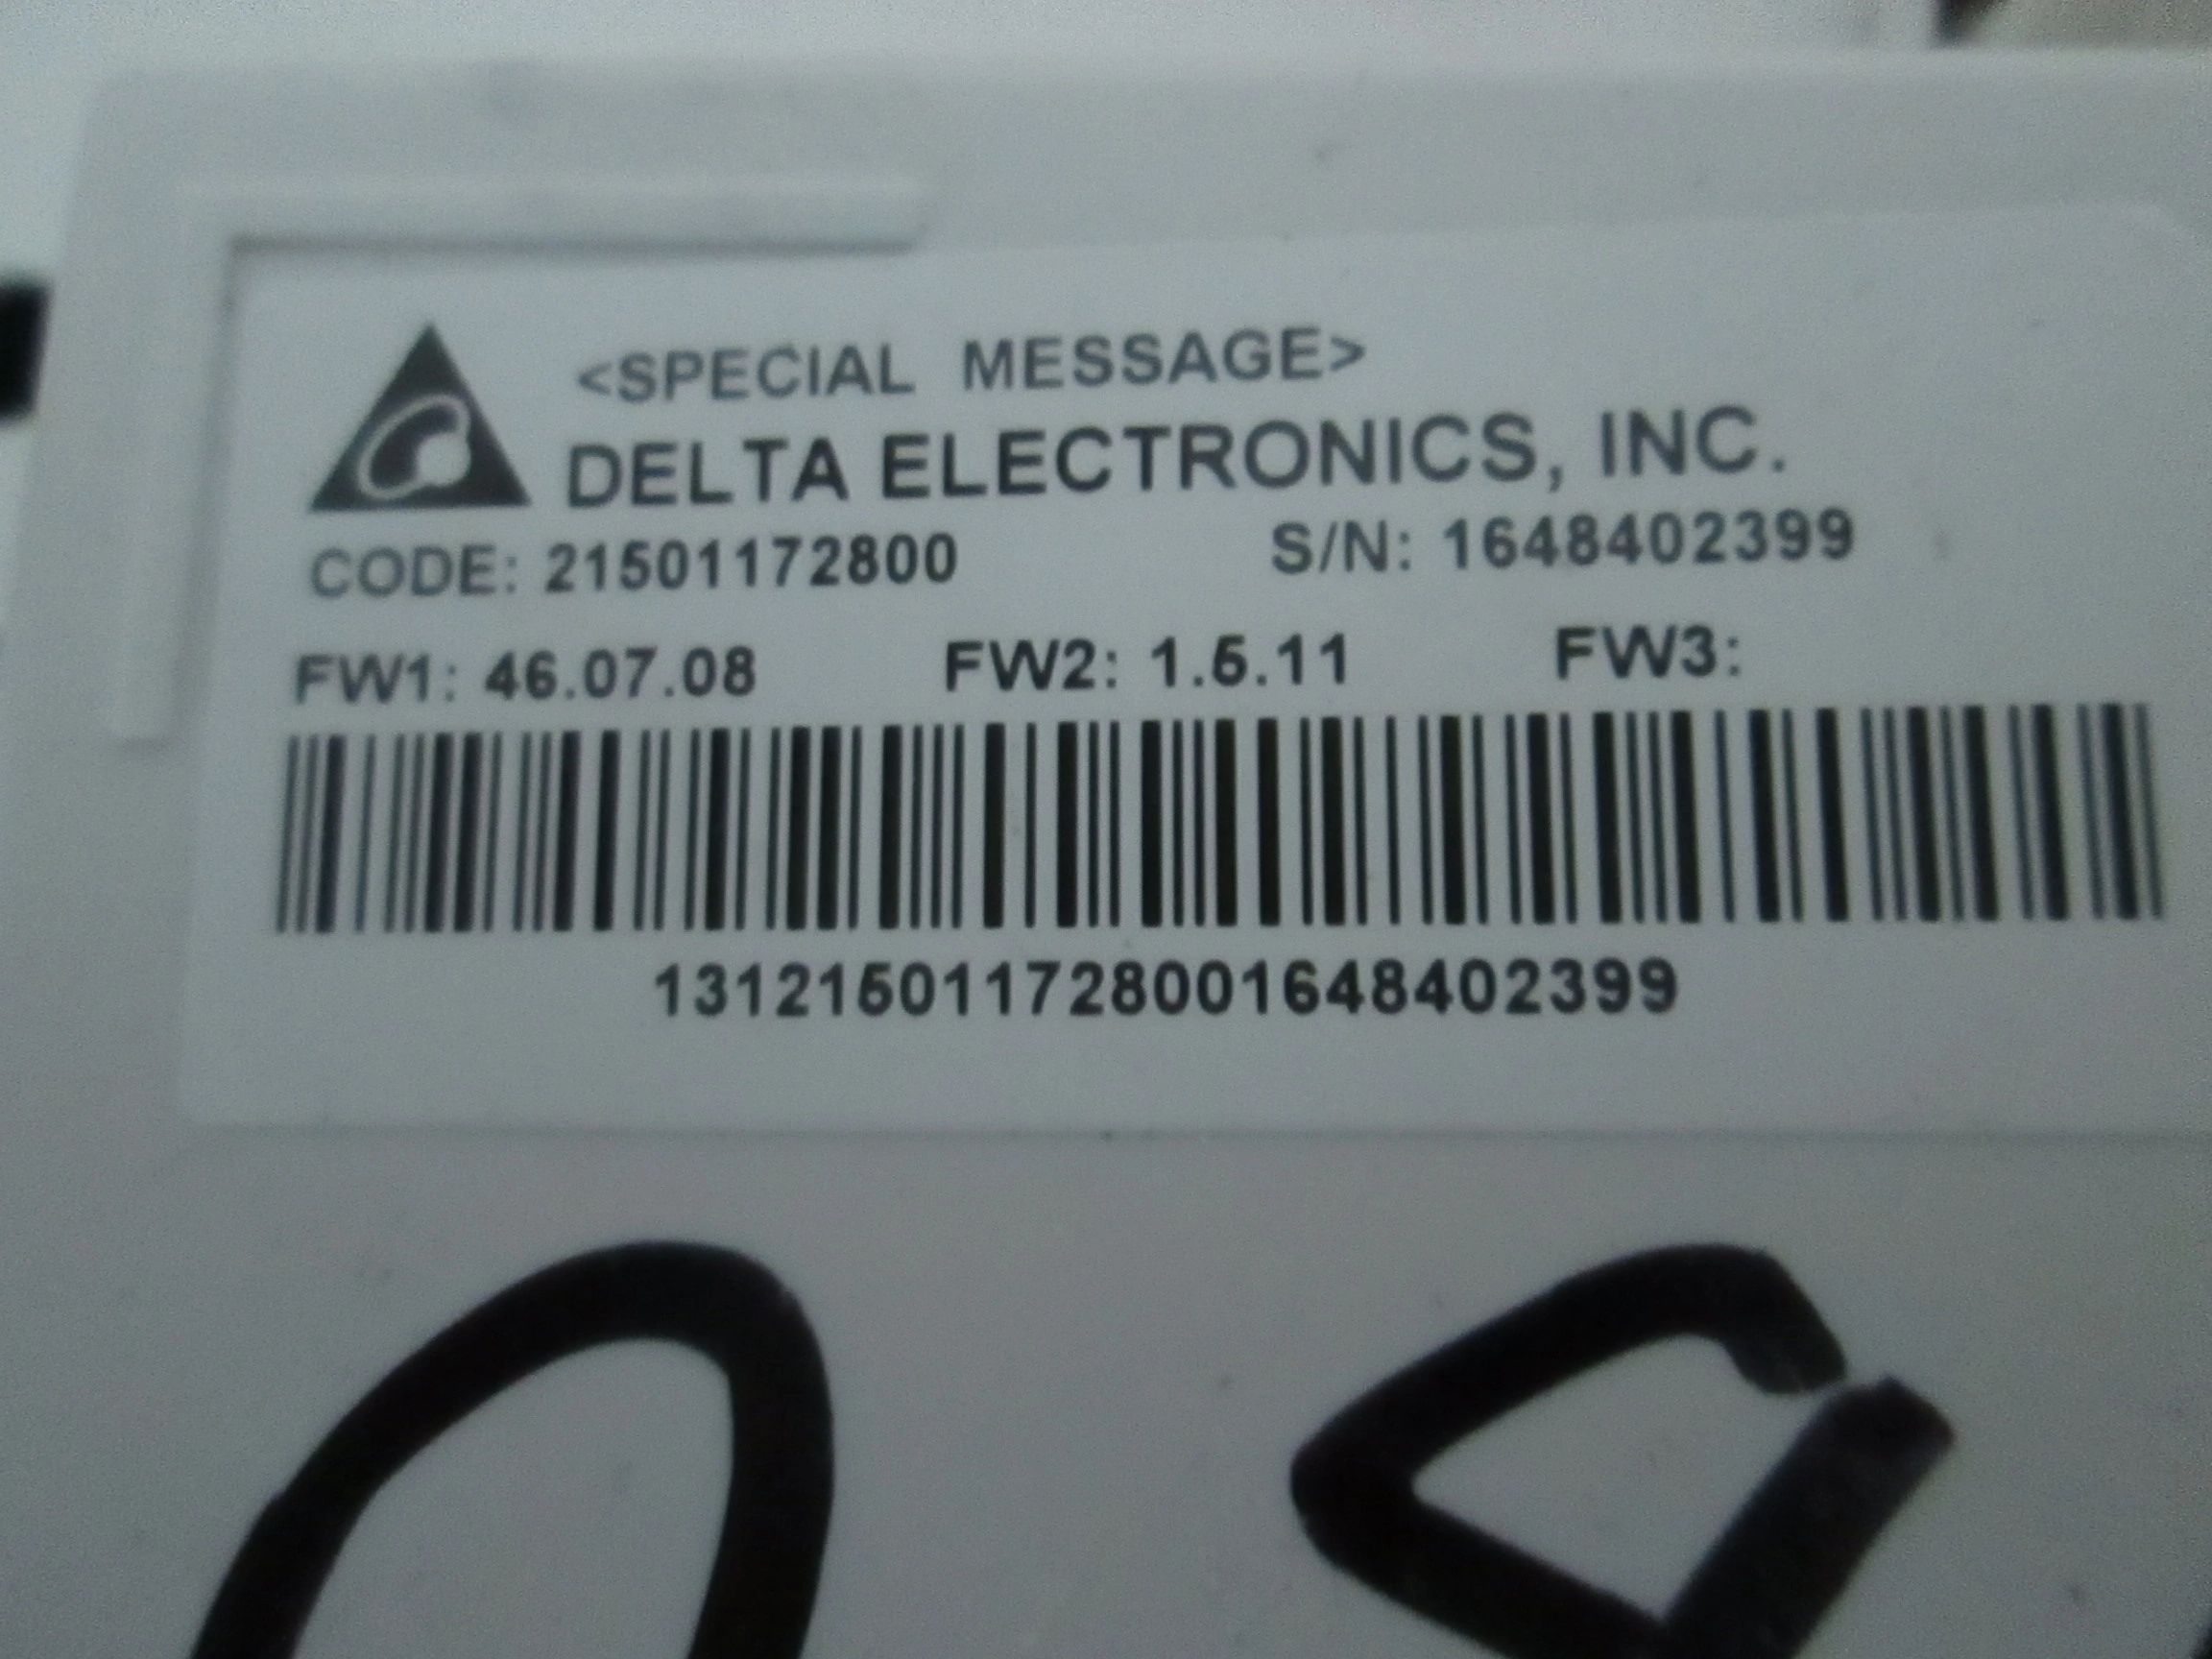 <SPECIAL MESSAGE>
DELTA ELECTRONICS, INC.
CODE: 21501172800 S/N: 1648402399
FW1: 46.07.08 FW2: 1.5.11 FW3:
131215011728001648402399